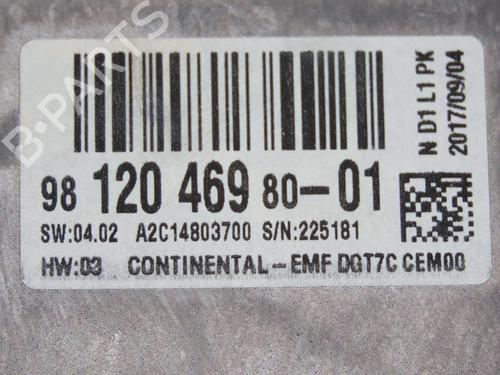 B-PARTS
98 120 469 80-01
SW:04.02 A2C14803700 S/N:225181
HW:03 CONTINENTAL-EMF DGT7C CEM00
N D1 L1 PK
2017/09/04